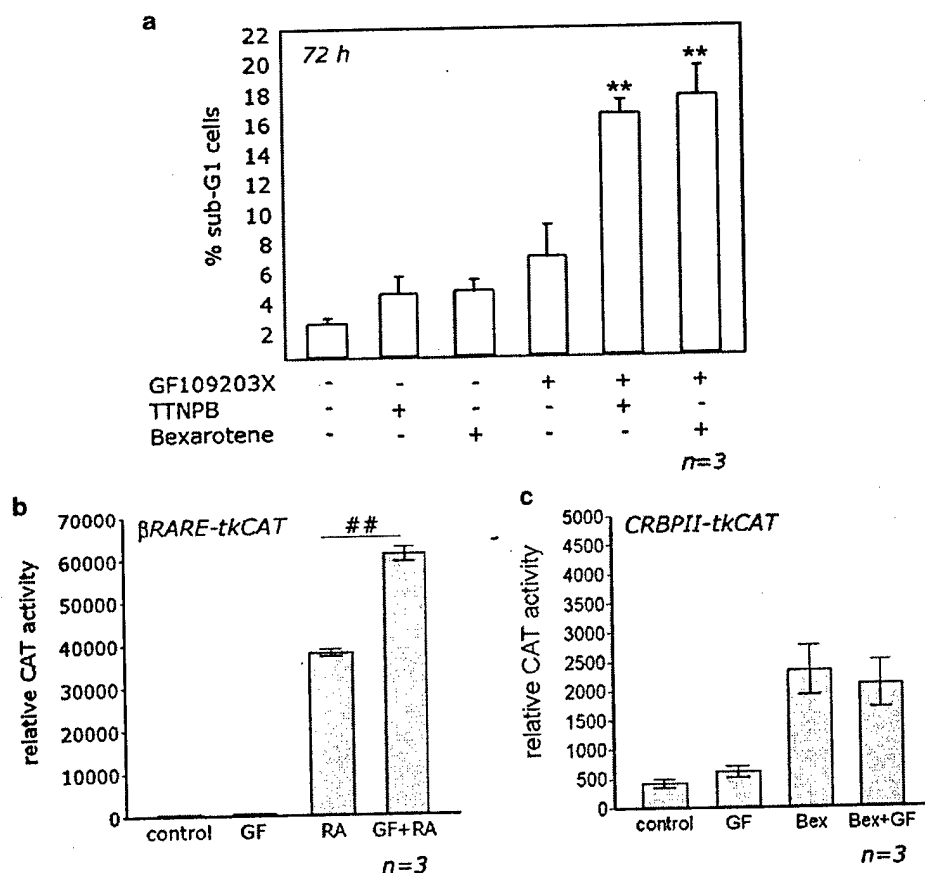 a
72 h
% sub-G1 cells
22
20
18
16
14
12
10
8
6
4
2
** **
GF109203X - - - + + +
TTNPB - + - - + -
Bexarotene - - + - - +
n=3
b
βRARE-tkCAT
##
relative CAT activity
70000
60000
50000
40000
30000
20000
10000
0
control GF RA GF+RA
n=3
c
CRBPII-tkCAT
relative CAT activity
5000
4500
4000
3500
3000
2500
2000
1500
1000
500
0
control GF Bex Bex+GF
n=3